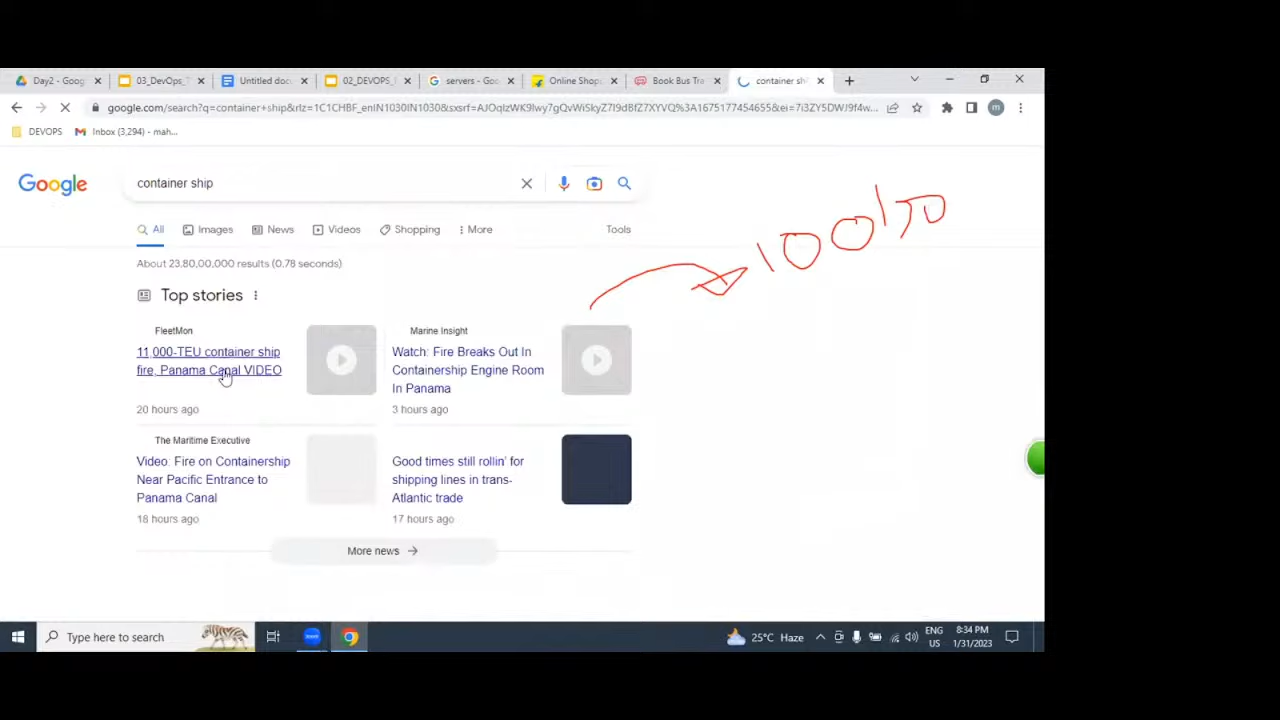 Day2 - Goog
03_DevOps_T
Untitled doc
02_DEVOPS_I
servers - Goo
Online Shop
Book Bus Tra
container shi
google.com/search?q=container+ship&rlz=1C1CHBF_enIN1030IN1030&sxsrf=AJOqlzWK9lwy7gQvWiSkyZ7I9dBfZ7XYVQ%3A1675177454655&ei=7i3ZY5DWJ9f4w...
m
DEVOPS
Inbox (3,294) - mah...
Google
container ship
All
Images
News
Videos
Shopping
More
Tools
About 23,80,00,000 results (0.78 seconds)
Top stories
FleetMon
11,000-TEU container ship
fire, Panama Canal VIDEO
20 hours ago
Marine Insight
Watch: Fire Breaks Out In
Containership Engine Room
In Panama
3 hours ago
The Maritime Executive
Video: Fire on Containership
Near Pacific Entrance to
Panama Canal
18 hours ago
Good times still rollin' for
shipping lines in trans-
Atlantic trade
17 hours ago
More news
Type here to search
zoom
25°C Haze
ENG
US
8:34 PM
1/31/2023